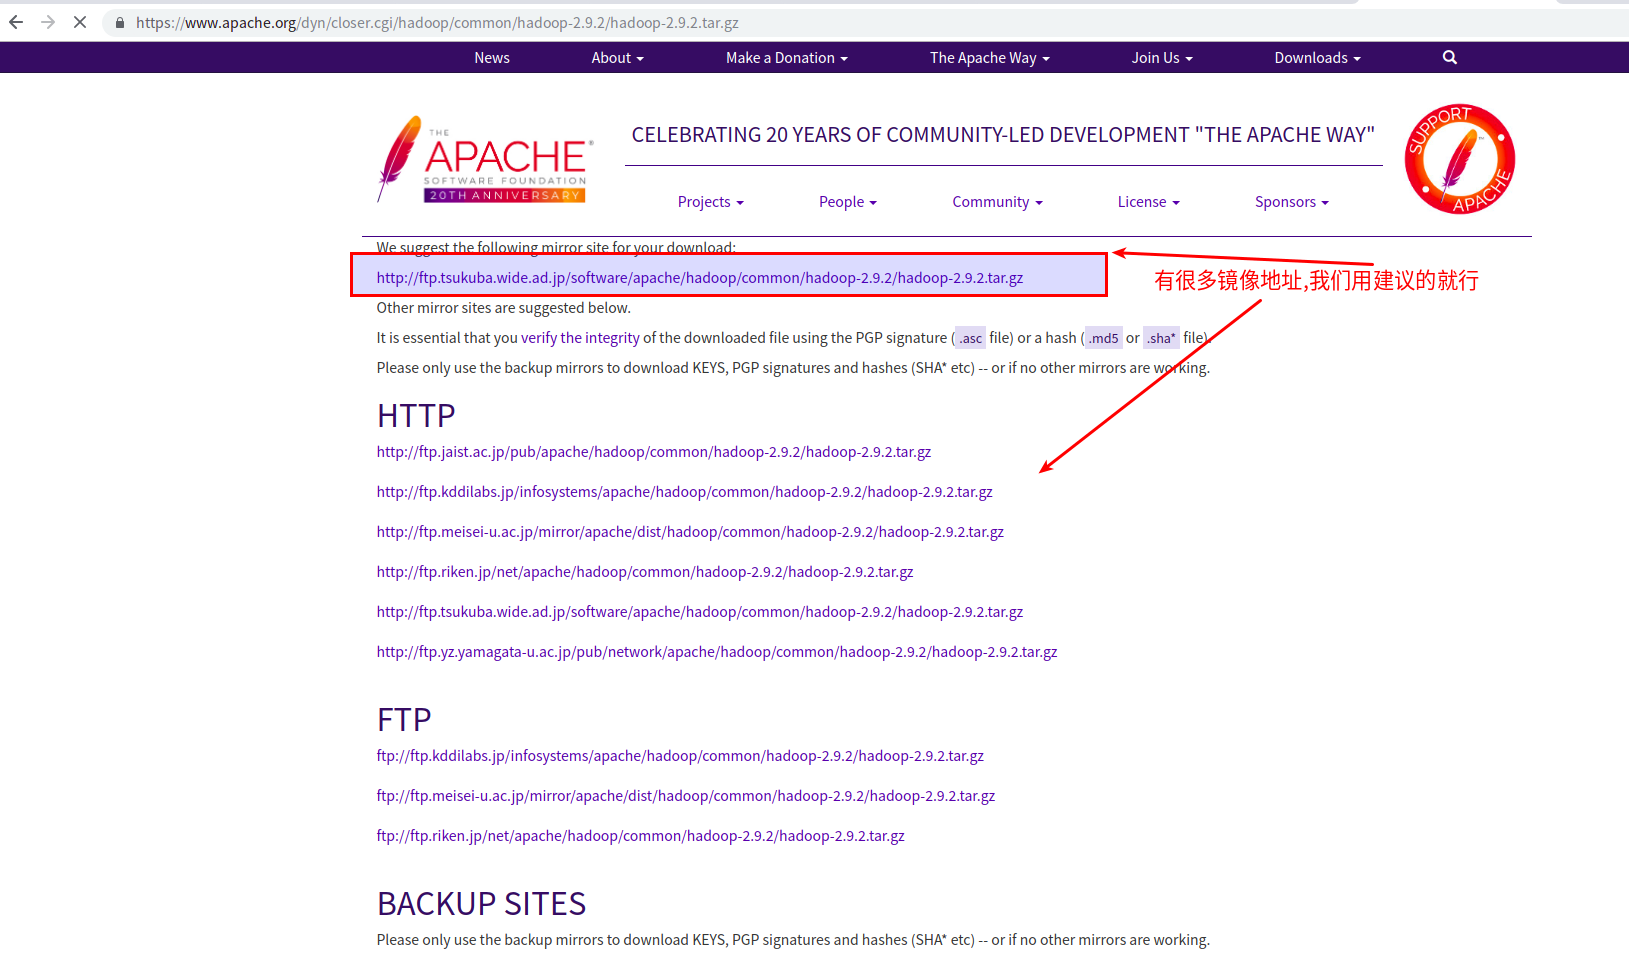 https://www.apache.org/dyn/closer.cgi/hadoop/common/hadoop-2.9.2/hadoop-2.9.2.tar.gz
News About Make a Donation The Apache Way Join Us Downloads
THE
APACHE®
SOFTWARE FOUNDATION
20TH ANNIVERSARY
CELEBRATING 20 YEARS OF COMMUNITY-LED DEVELOPMENT "THE APACHE WAY"
Projects People Community License Sponsors
SUPPORT
APACHE
We suggest the following mirror site for your download:
http://ftp.tsukuba.wide.ad.jp/software/apache/hadoop/common/hadoop-2.9.2/hadoop-2.9.2.tar.gz
有很多镜像地址,我们用建议的就行
Other mirror sites are suggested below.
It is essential that you verify the integrity of the downloaded file using the PGP signature ( .asc file) or a hash ( .md5 or .sha* file).
Please only use the backup mirrors to download KEYS, PGP signatures and hashes (SHA* etc) -- or if no other mirrors are working.
HTTP
http://ftp.jaist.ac.jp/pub/apache/hadoop/common/hadoop-2.9.2/hadoop-2.9.2.tar.gz
http://ftp.kddilabs.jp/infosystems/apache/hadoop/common/hadoop-2.9.2/hadoop-2.9.2.tar.gz
http://ftp.meisei-u.ac.jp/mirror/apache/dist/hadoop/common/hadoop-2.9.2/hadoop-2.9.2.tar.gz
http://ftp.riken.jp/net/apache/hadoop/common/hadoop-2.9.2/hadoop-2.9.2.tar.gz
http://ftp.tsukuba.wide.ad.jp/software/apache/hadoop/common/hadoop-2.9.2/hadoop-2.9.2.tar.gz
http://ftp.yz.yamagata-u.ac.jp/pub/network/apache/hadoop/common/hadoop-2.9.2/hadoop-2.9.2.tar.gz
FTP
ftp://ftp.kddilabs.jp/infosystems/apache/hadoop/common/hadoop-2.9.2/hadoop-2.9.2.tar.gz
ftp://ftp.meisei-u.ac.jp/mirror/apache/dist/hadoop/common/hadoop-2.9.2/hadoop-2.9.2.tar.gz
ftp://ftp.riken.jp/net/apache/hadoop/common/hadoop-2.9.2/hadoop-2.9.2.tar.gz
BACKUP SITES
Please only use the backup mirrors to download KEYS, PGP signatures and hashes (SHA* etc) -- or if no other mirrors are working.